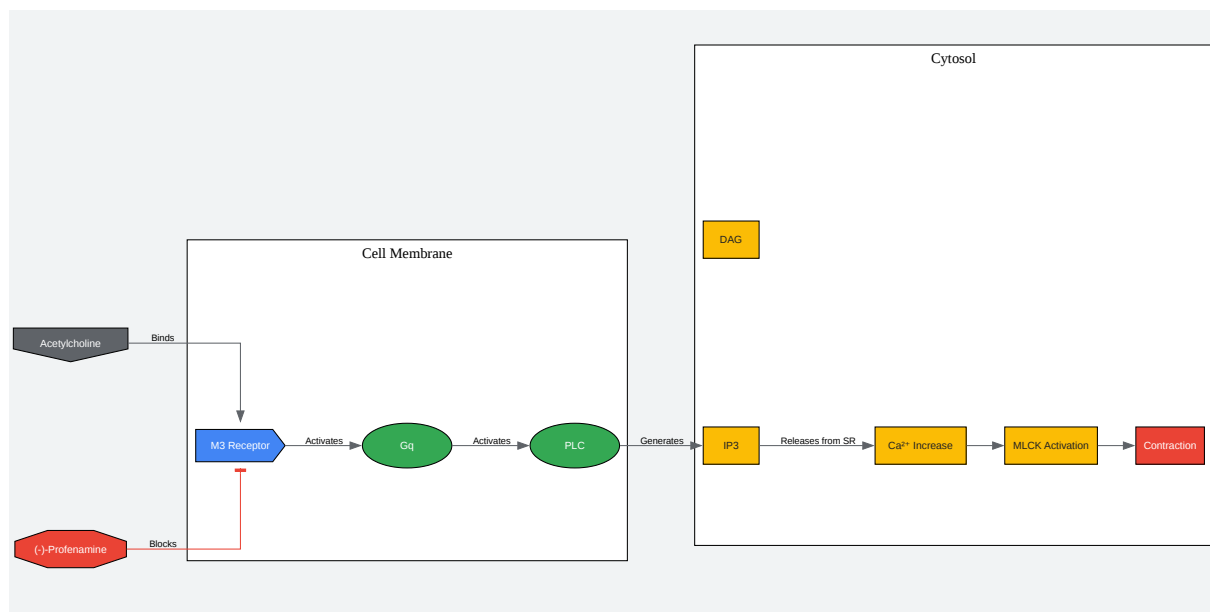 Cytosol
DAG
Cell Membrane
Acetylcholine
Binds
M3 Receptor
Activates
Gq
Activates
PLC
Generates
IP3
Releases from SR
Ca²⁺ Increase
MLCK Activation
Contraction
(-)-Profenamine
Blocks